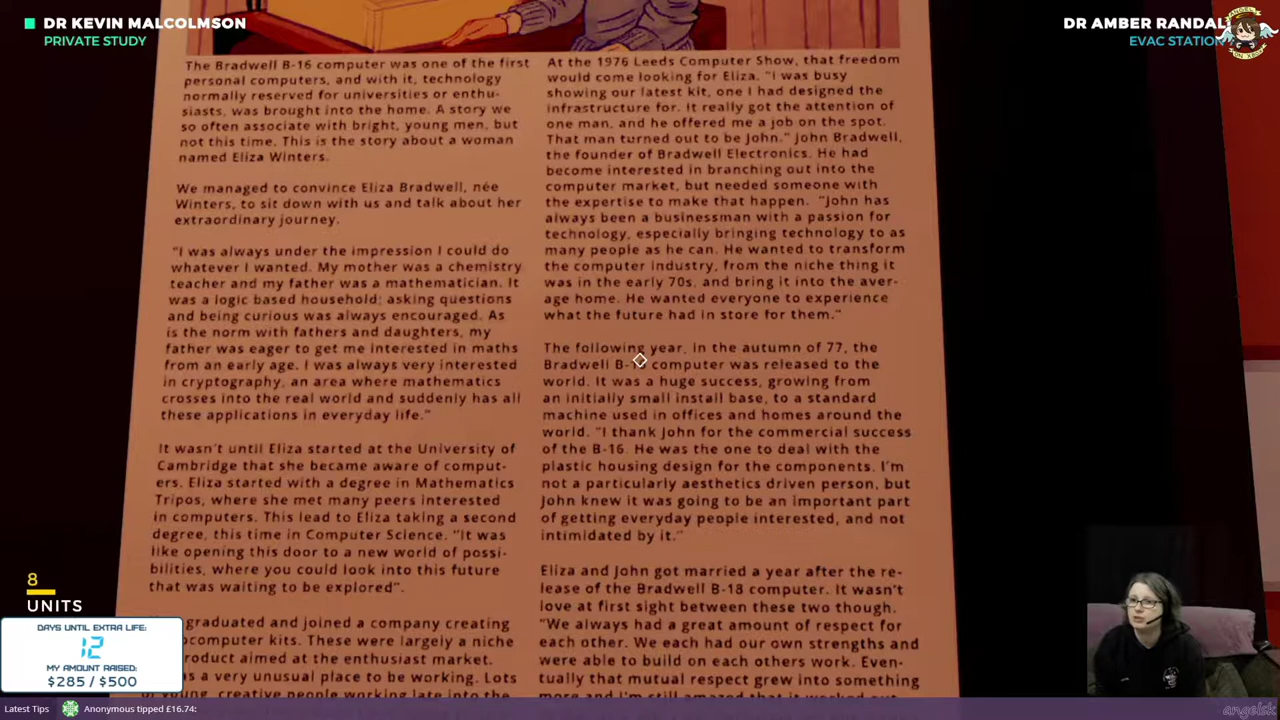 DR KEVIN MALCOLMSON
PRIVATE STUDY
DR AMBER RANDAL
EVAC STATION
The Bradwell B-16 computer was one of the first
personal computers, and with it, technology
normally reserved for universities or enthu-
siasts, was brought into the home. A story we
so often associate with bright, young men, but
not this time. This is the story about a woman
named Eliza Winters.
We managed to convince Eliza Bradwell, née
Winters, to sit down with us and talk about her
extraordinary journey.
"I was always under the impression I could do
whatever I wanted. My mother was a chemistry
teacher and my father was a mathematician. It
was a logic based household; asking questions
and being curious was always encouraged. As
is the norm with fathers and daughters, my
father was eager to get me interested in maths
from an early age. I was always very interested
in cryptography, an area where mathematics
crosses into the real world and suddenly has all
these applications in everyday life."
It wasn't until Eliza started at the University of
Cambridge that she became aware of comput-
ers. Eliza started with a degree in Mathematics
Tripos, where she met many peers interested
in computers. This lead to Eliza taking a second
degree, this time in Computer Science. "It was
like opening this door to a new world of possi-
bilities, where you could look into this future
that was waiting to be explored".
graduated and joined a company creating
computer kits. These were largely a niche
product aimed at the enthusiast market.
a very unusual place to be working. Lots
young, creative people working late into the
At the 1976 Leeds Computer Show, that freedom
would come looking for Eliza. "I was busy
showing our latest kit, one I had designed the
infrastructure for. It really got the attention of
one man, and he offered me a job on the spot.
That man turned out to be John." John Bradwell,
the founder of Bradwell Electronics. He had
become interested in branching out into the
computer market, but needed someone with
the expertise to make that happen. "John has
always been a businessman with a passion for
technology, especially bringing technology to as
many people as he can. He wanted to transform
the computer industry, from the niche thing it
was in the early 70s, and bring it into the aver-
age home. He wanted everyone to experience
what the future had in store for them."
The following year, in the autumn of 77, the
Bradwell computer was released to the
world. It was a huge success, growing from
an initially small install base, to a standard
machine used in offices and homes around the
world. "I thank John for the commercial success
of the B-16. He was the one to deal with the
plastic housing design for the components. I'm
not a particularly aesthetics driven person, but
John knew it was going to be an important part
of getting everyday people interested, and not
intimidated by it."
Eliza and John got married a year after the re-
lease of the Bradwell B-18 computer. It wasn't
love at first sight between these two though.
"We always had a great amount of respect for
each other. We each had our own strengths and
were able to build on each others work. Even-
tually that mutual respect grew into something
more and I'm still amazed that it worked out
8
UNITS
DAYS UNTIL EXTRA LIFE:
12
MY AMOUNT RAISED:
$285 / $500
Latest Tips
Anonymous tipped £16.74:
angelsk